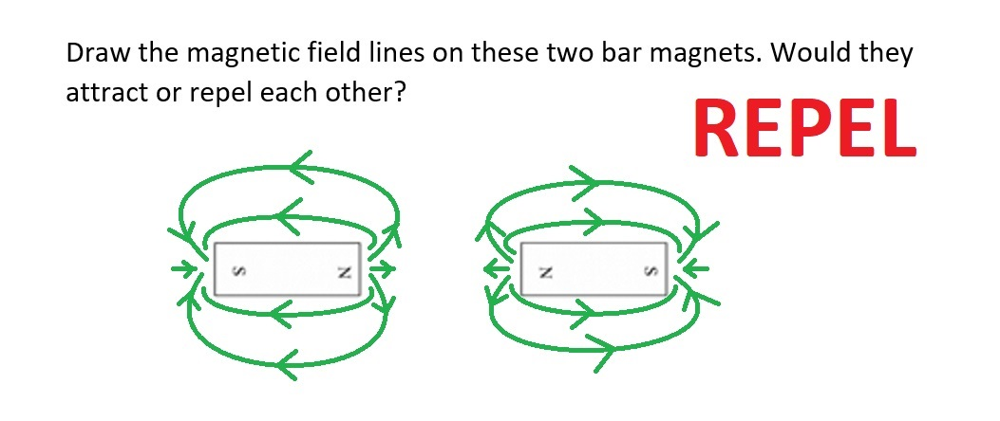 Draw the magnetic field lines on these two bar magnets. Would they
attract or repel each other?
REPEL
S N N S